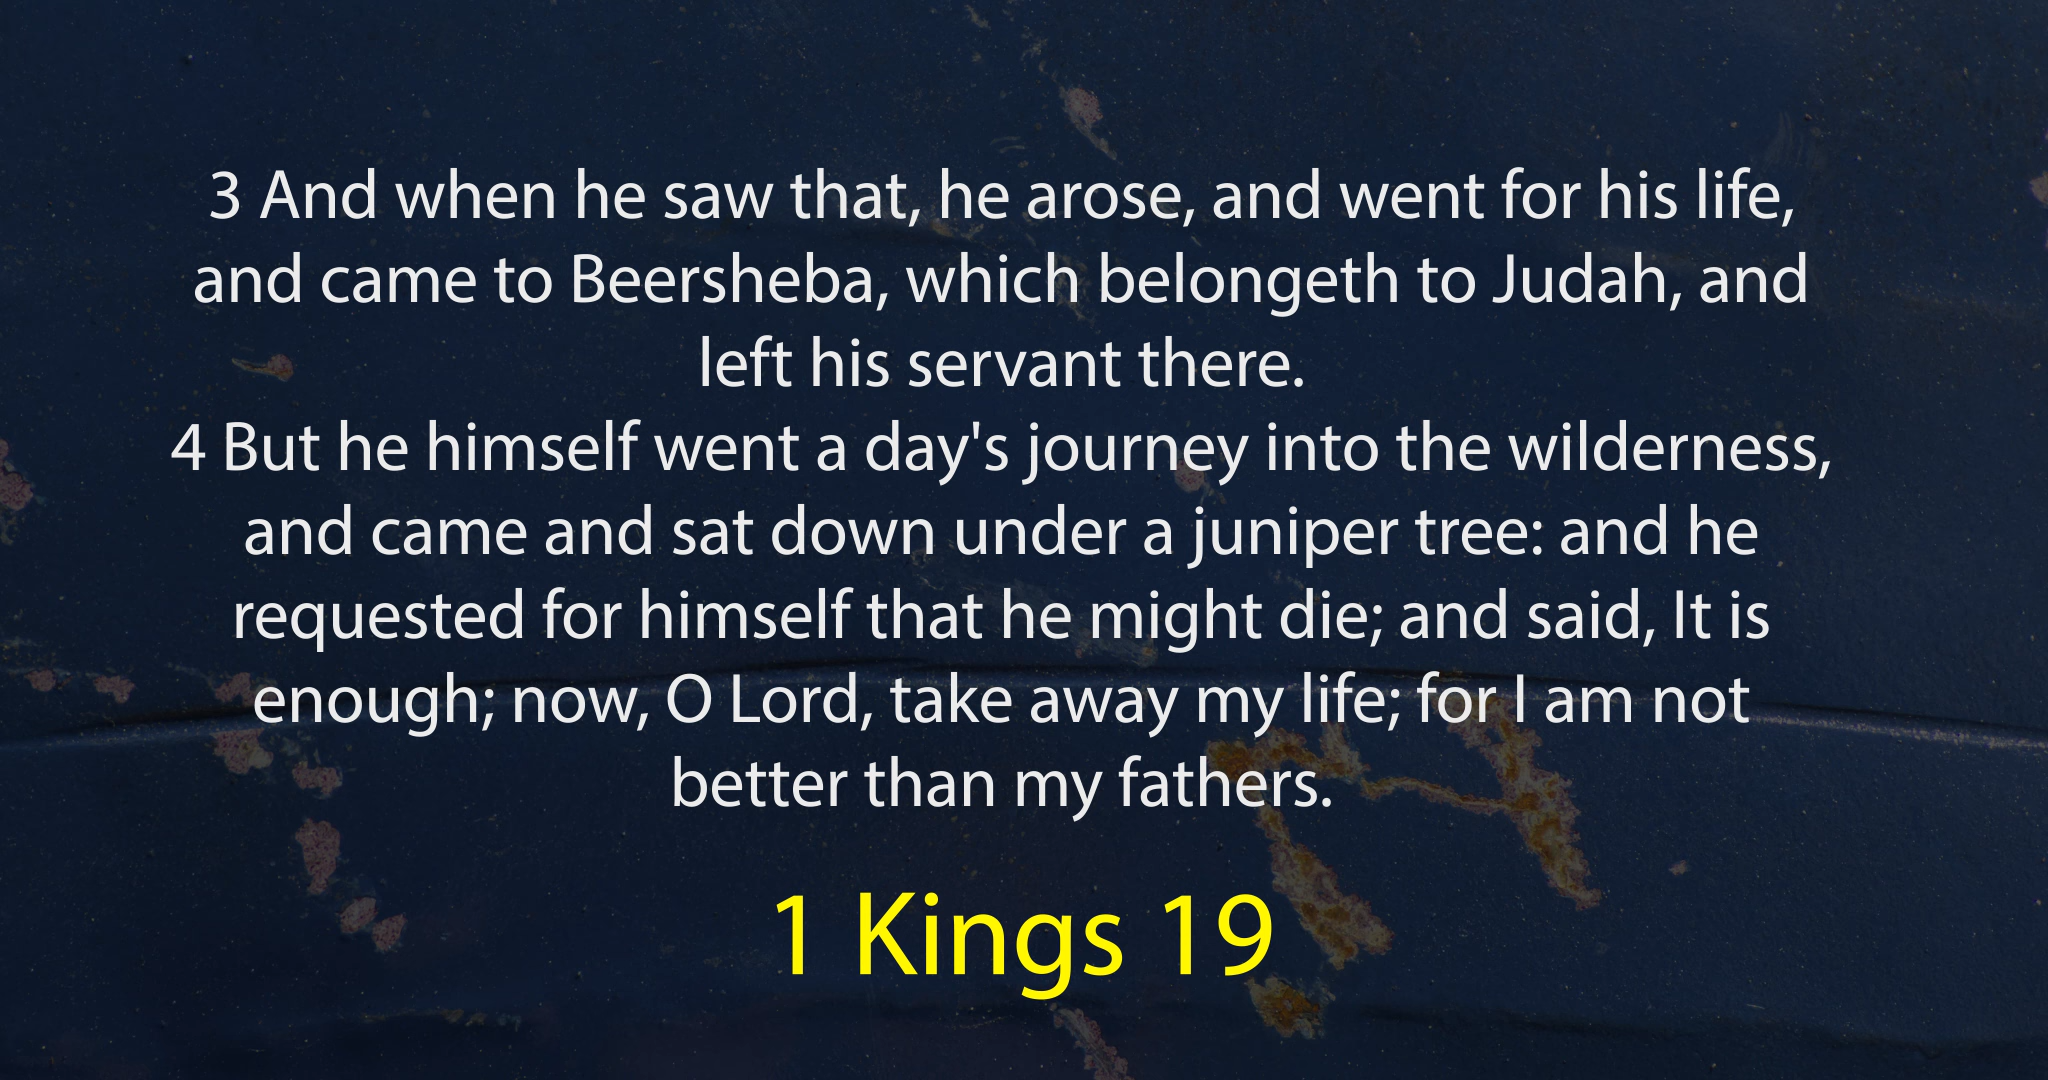 3 And when he saw that, he arose, and went for his life,
and came to Beersheba, which belongeth to Judah, and
left his servant there.
4 But he himself went a day's journey into the wilderness,
and came and sat down under a juniper tree: and he
requested for himself that he might die; and said, It is
enough; now, O Lord, take away my life; for I am not
better than my fathers.
1 Kings 19